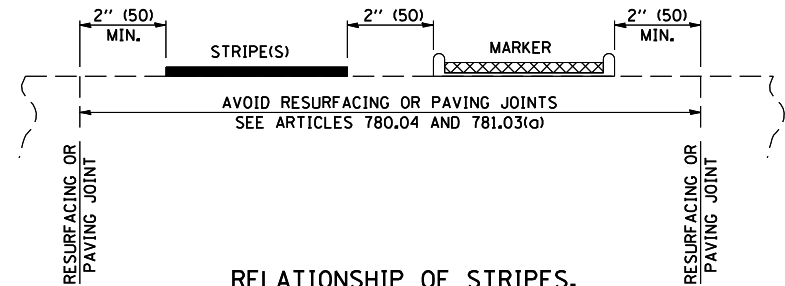 2" (50)
MIN.
2" (50)
2" (50)
MIN.
STRIPE(S)
MARKER
AVOID RESURFACING OR PAVING JOINTS
SEE ARTICLES 780.04 AND 781.03(a)
RESURFACING OR
PAVING JOINT
RESURFACING OR
PAVING JOINT
RELATIONSHIP OF STRIPES,